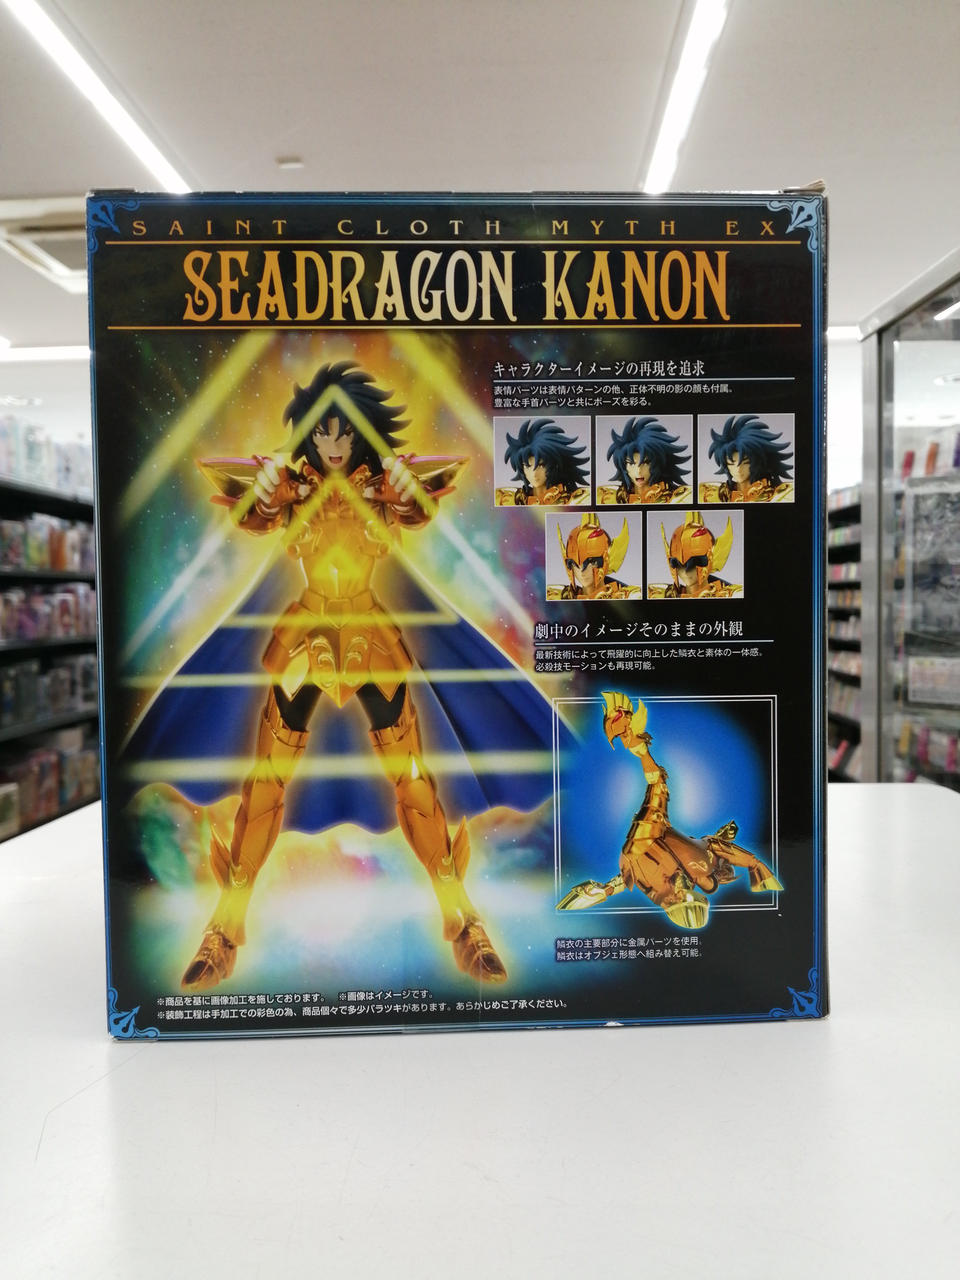 SAINT CLOTH MYTH EX
SEADRAGON KANON
キャラクターイメージの再現を追求
表情パーツは表情パターンの他、正体不明の影の顔も付属。
豊富な手首パーツと共にポーズを彩る。
劇中のイメージそのままの外観
最新技術によって飛躍的に向上した鱗衣と素体の一体感。
必殺技モーションも再現可能。
鱗衣の主要部分に金属パーツを使用。
鱗衣はオブジェ形態へ組み替え可能。
※商品を基に画像加工を施しております。 ※画像はイメージです。
※装飾工程は手加工での彩色の為、商品個々で多少バラツキがあります。あらかじめご了承ください。